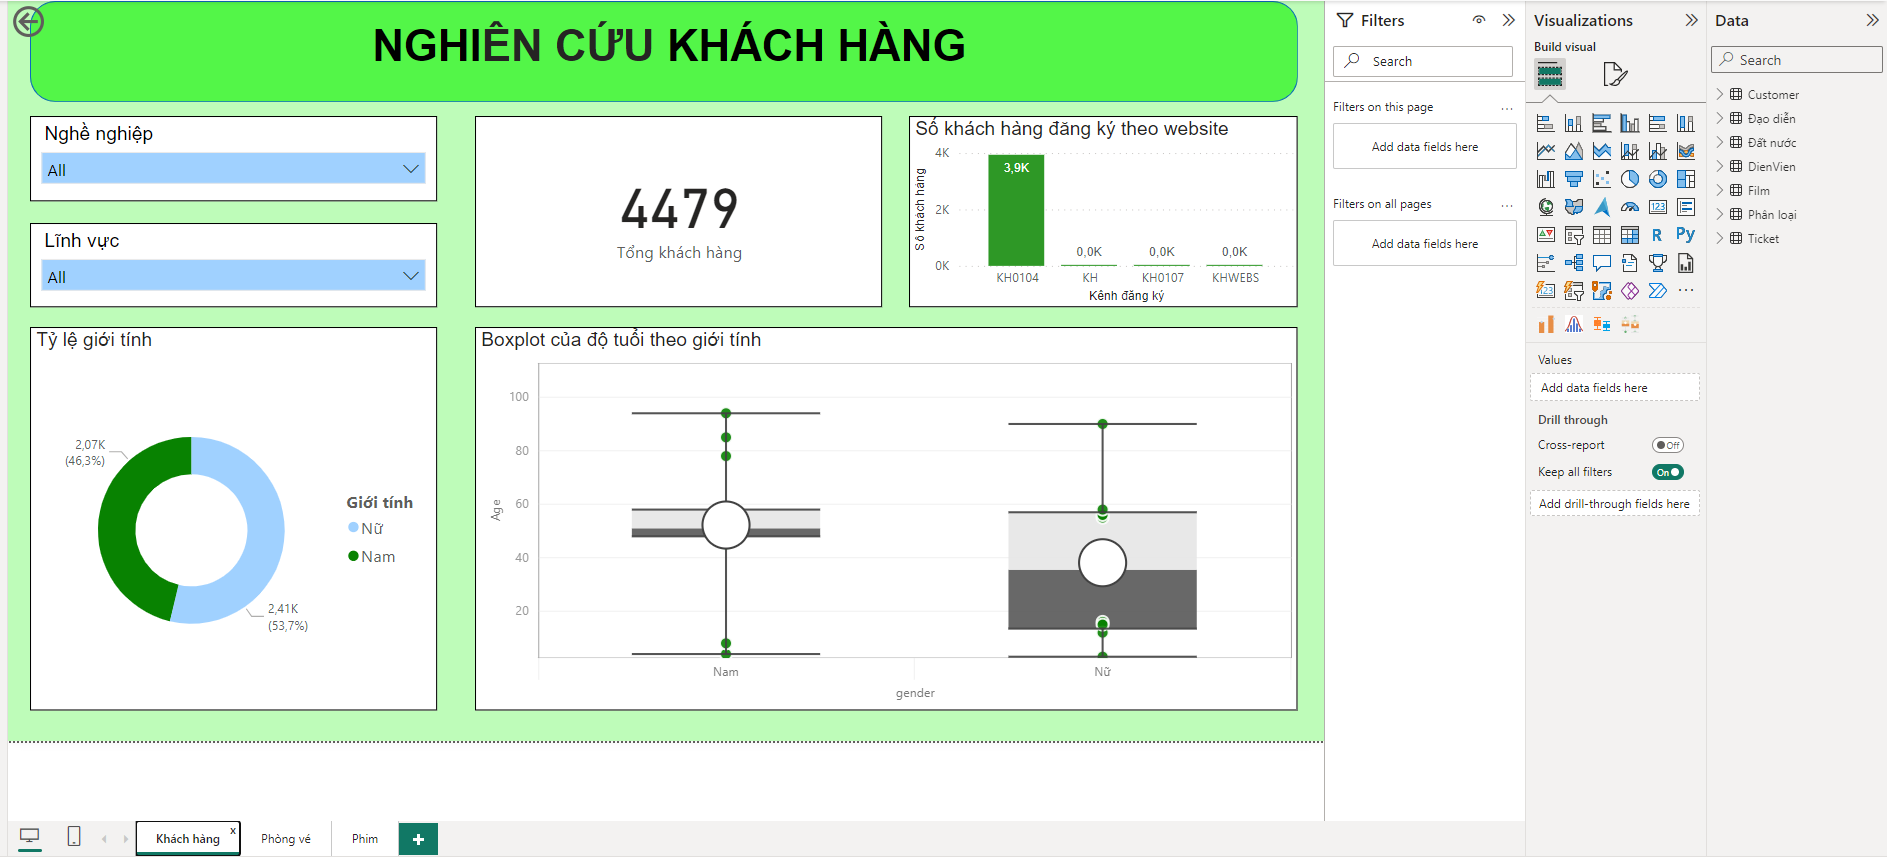 NGHIÊN CỨU KHÁCH HÀNG
Nghề nghiệp
All
Lĩnh vực
All
4479
Tổng khách hàng
Số khách hàng đăng ký theo website
Số khách hàng
4K
2K
0K
3,9K
0,0K
0,0K
0,0K
KH0104
KH
KH0107
KHWEBS
Kênh đăng ký
Tỷ lệ giới tính
2,07K
(46,3%)
2,41K
(53,7%)
Giới tính
Nữ
Nam
Boxplot của độ tuổi theo giới tính
Age
100
80
60
40
20
Nam
Nữ
gender
Khách hàng
x
Phòng vé
Phim
+
Filters
Search
Filters on this page
...
Add data fields here
Filters on all pages
...
Add data fields here
Visualizations
Build visual
123
R
Py
123
...
Values
Add data fields here
Drill through
Cross-report
Off
Keep all filters
On
Add drill-through fields here
Data
Search
Customer
Đạo diễn
Đất nước
DienVien
Film
Phân loại
Ticket